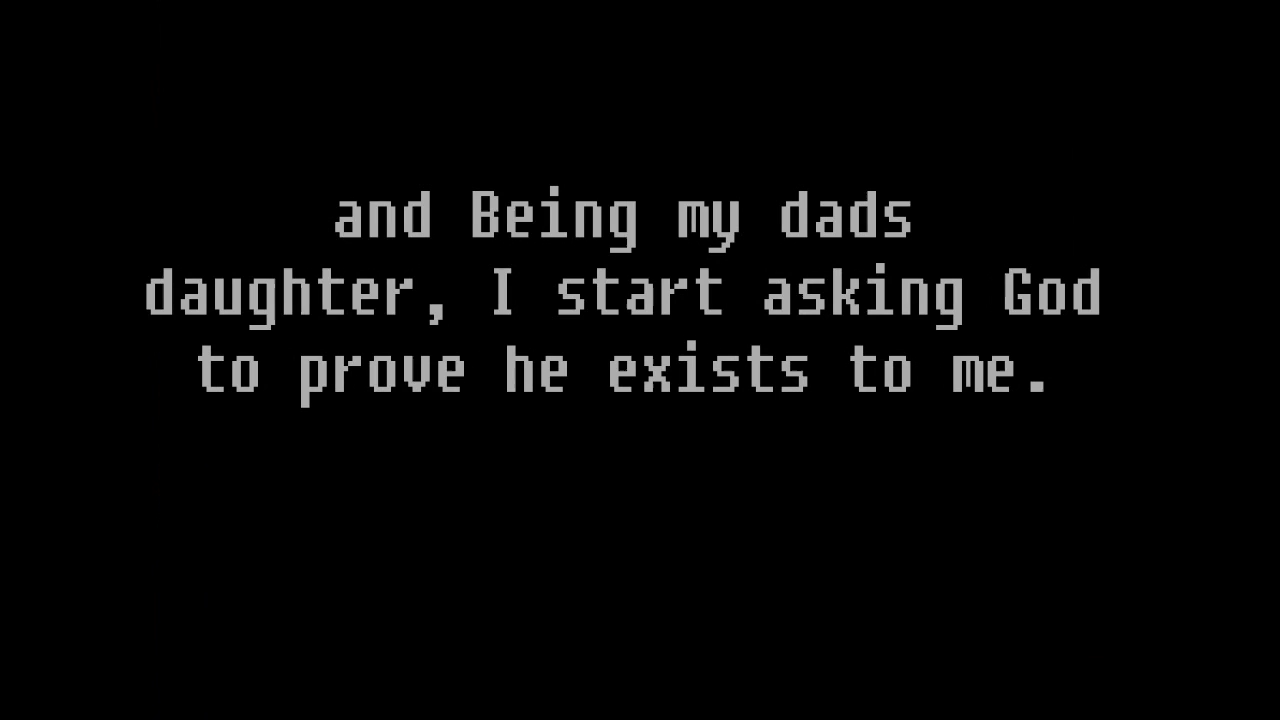 and Being my dads
daughter, I start asking God
to prove he exists to me.